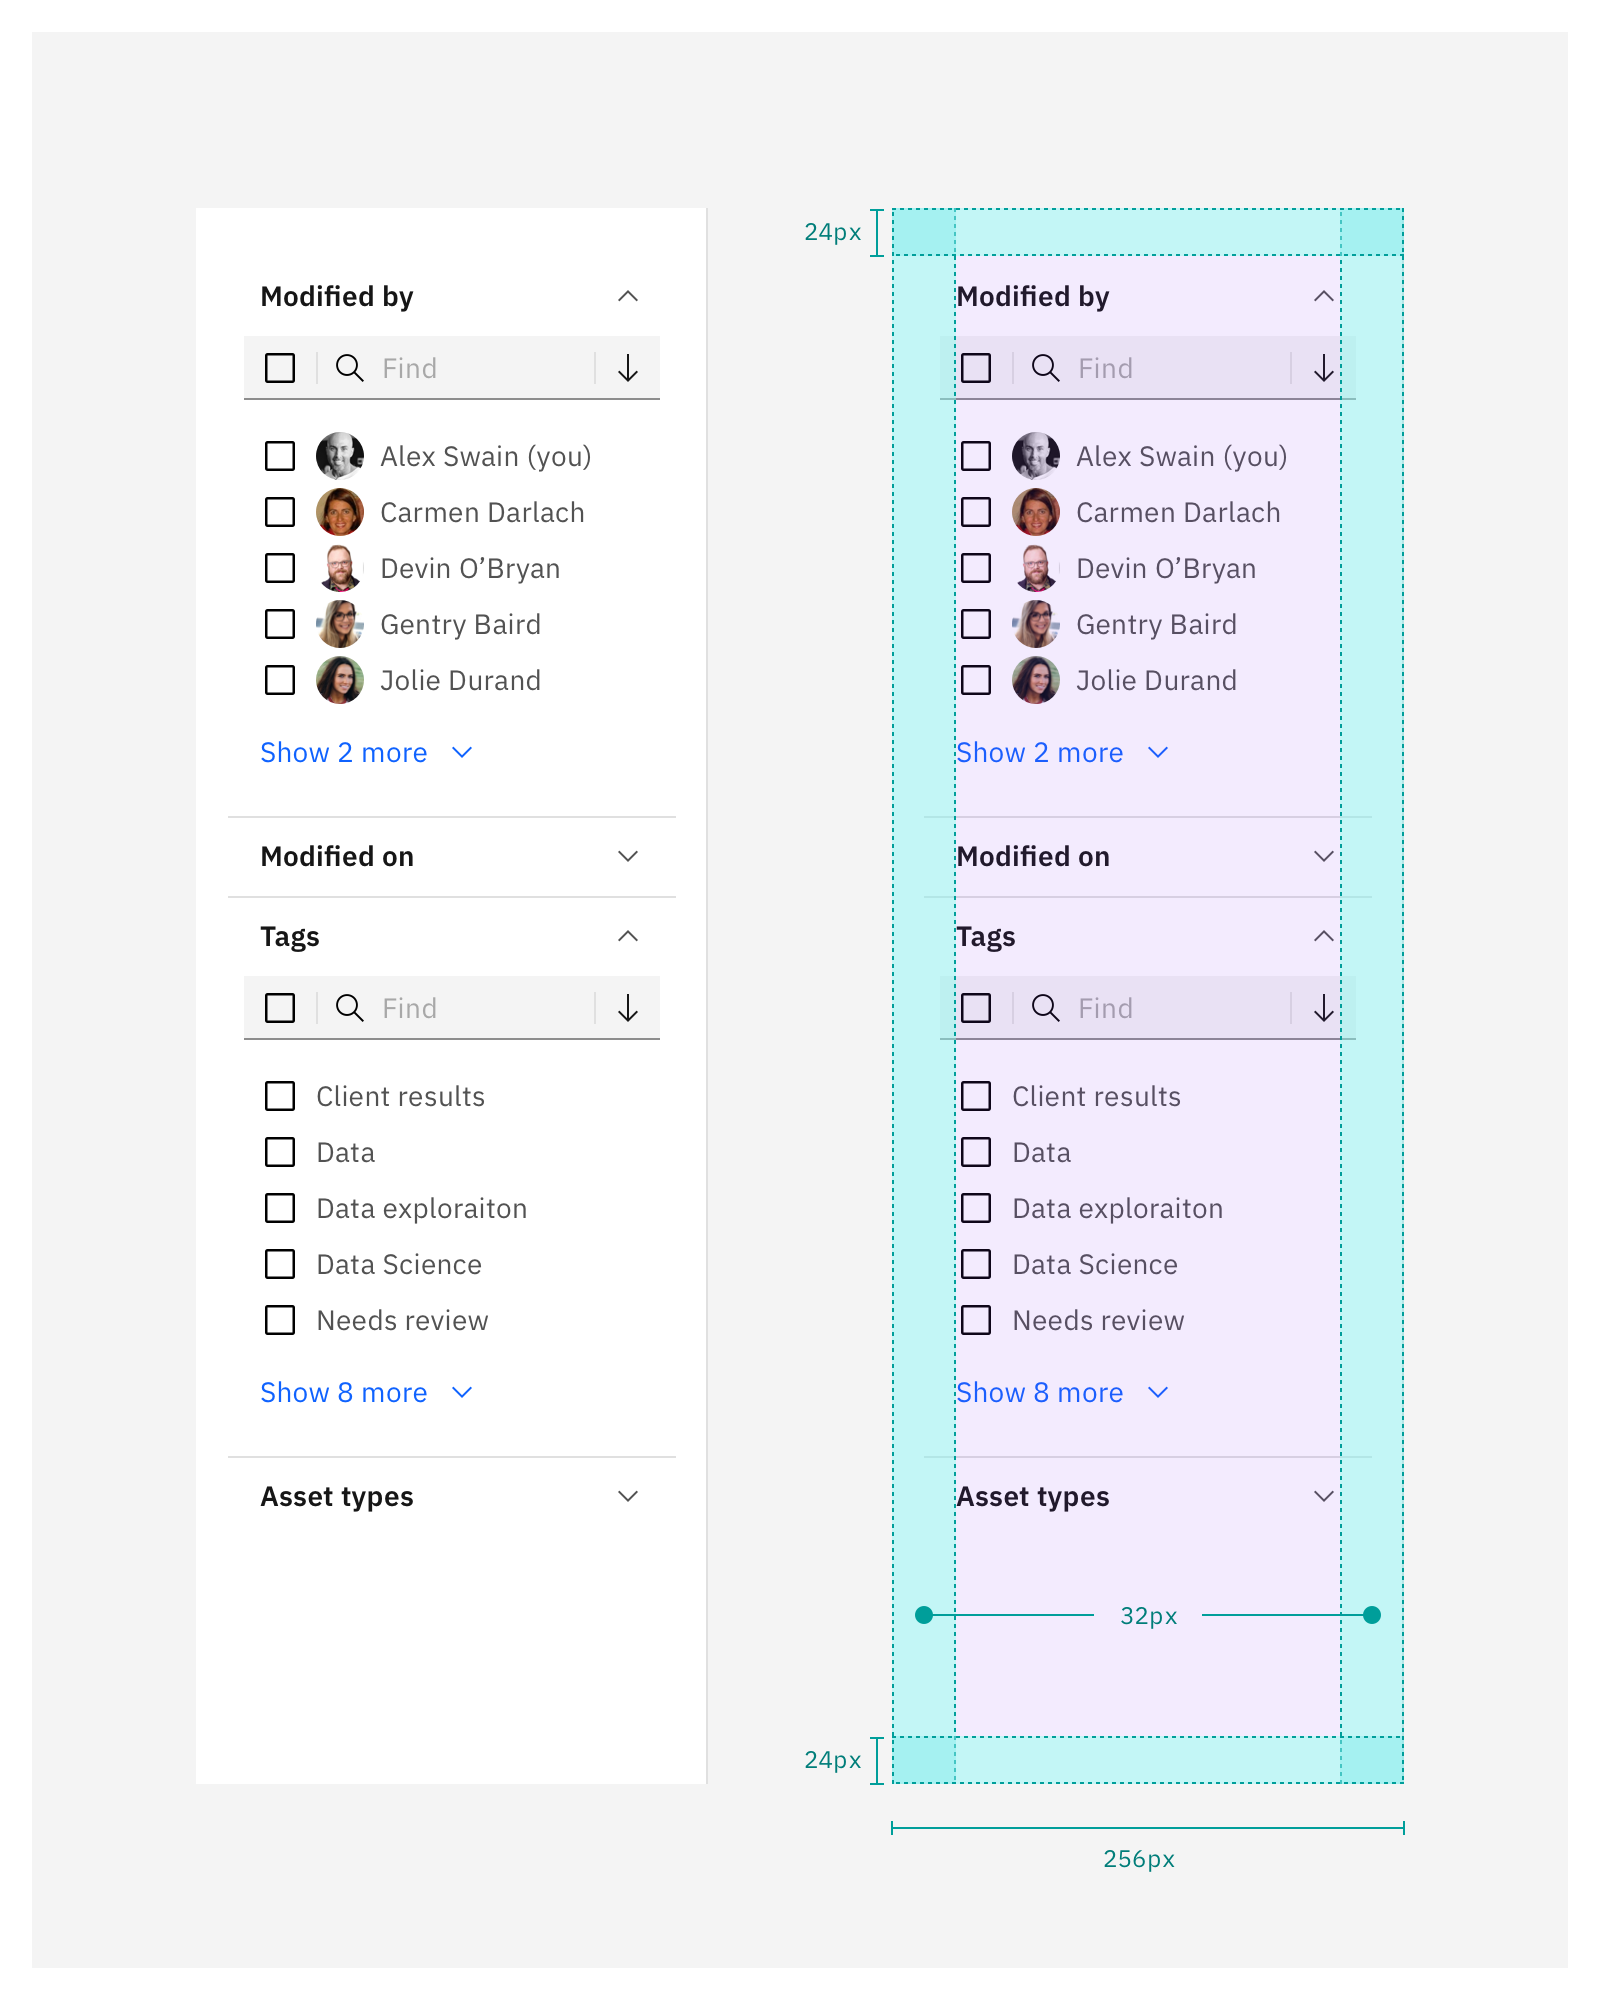 Modified by
Find
Alex Swain (you)
Carmen Darlach
Devin O’Bryan
Gentry Baird
Jolie Durand
Show 2 more
Modified on
Tags
Find
Client results
Data
Data exploraiton
Data Science
Needs review
Show 8 more
Asset types
24px
Modified by
Find
Alex Swain (you)
Carmen Darlach
Devin O’Bryan
Gentry Baird
Jolie Durand
Show 2 more
Modified on
Tags
Find
Client results
Data
Data exploraiton
Data Science
Needs review
Show 8 more
Asset types
32px
24px
256px